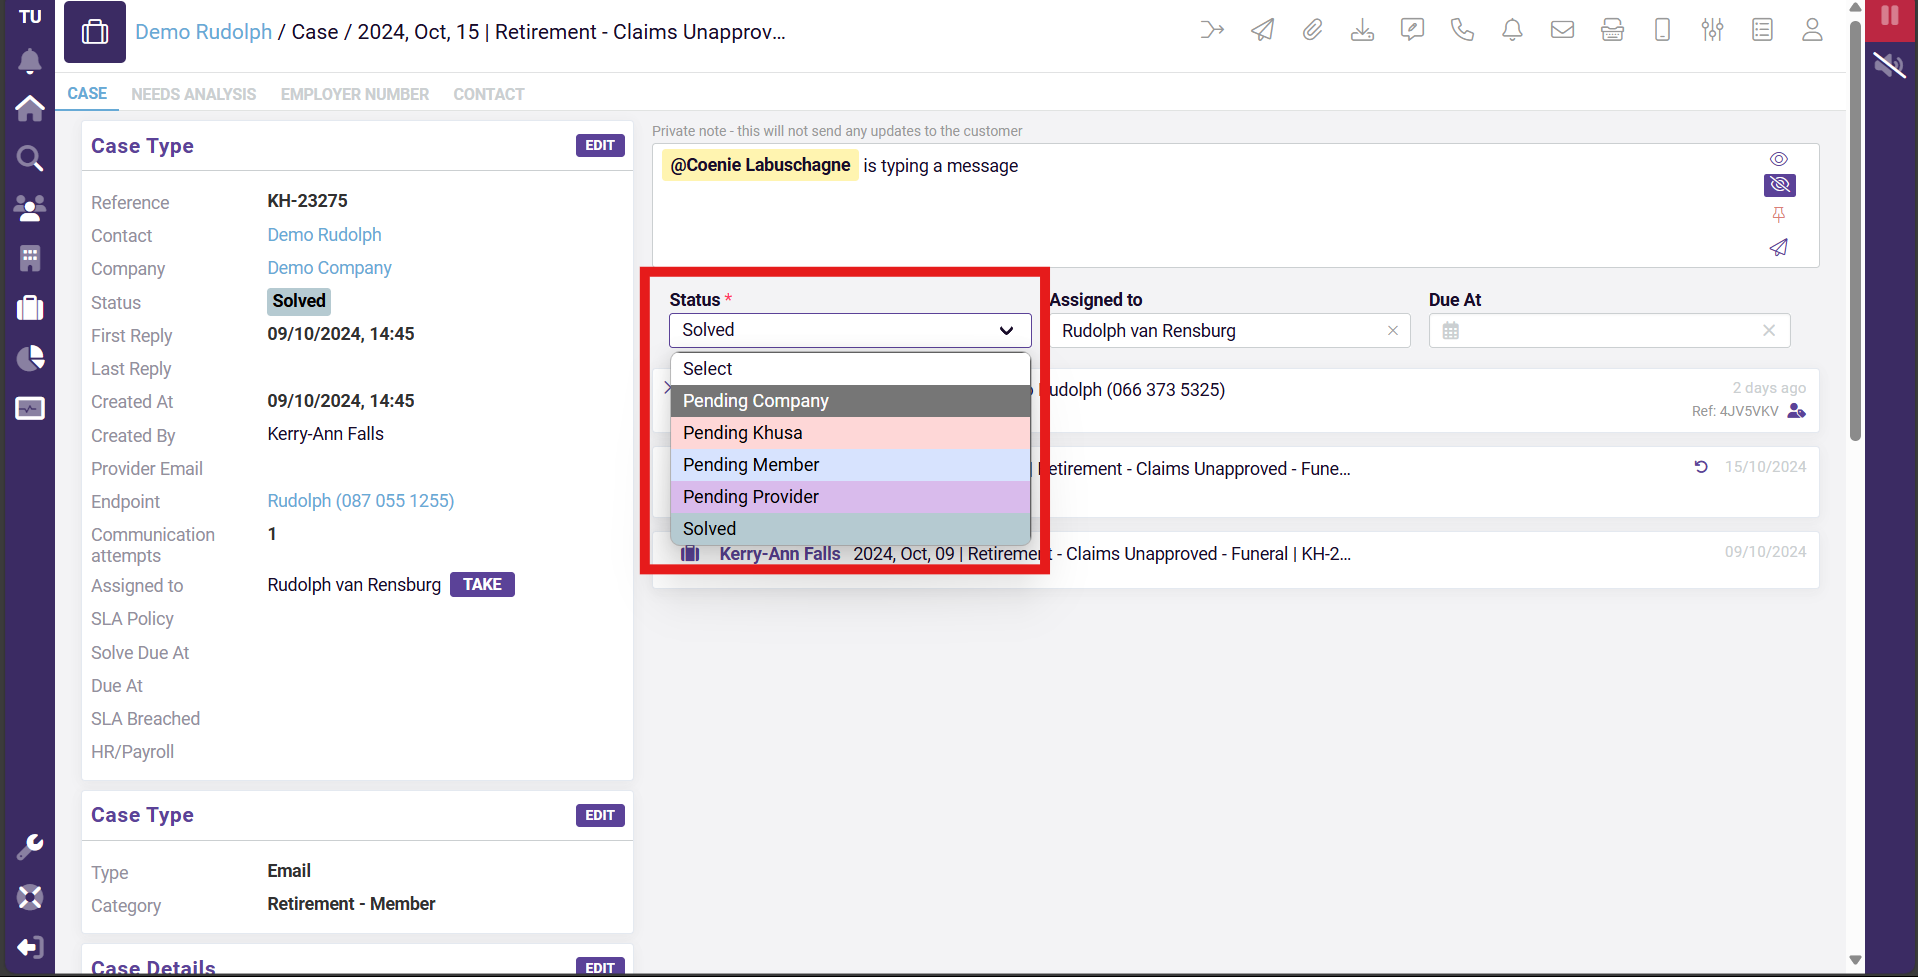 TU
Demo Rudolph / Case / 2024, Oct, 15 | Retirement - Claims Unapprov...
CASE NEEDS ANALYSIS EMPLOYER NUMBER CONTACT
Case Type EDIT
Reference KH-23275
Contact Demo Rudolph
Company Demo Company
Status Solved
First Reply 09/10/2024, 14:45
Last Reply
Created At 09/10/2024, 14:45
Created By Kerry-Ann Falls
Provider Email
Endpoint Rudolph (087 055 1255)
Communication attempts 1
Assigned to Rudolph van Rensburg TAKE
SLA Policy
Solve Due At
Due At
SLA Breached
HR/Payroll
Case Type EDIT
Type Email
Category Retirement - Member
Case Details EDIT
Private note - this will not send any updates to the customer
@Coenie Labuschagne is typing a message
Status * Assigned to Due At
Solved Rudolph van Rensburg
Select
Pending Company
Pending Khusa
Pending Member
Pending Provider
Solved
udolph (066 373 5325) 2 days ago
Ref: 4JV5VKV
etirement - Claims Unapproved - Fune... 15/10/2024
Kerry-Ann Falls 2024, Oct, 09 | Retirement - Claims Unapproved - Funeral | KH-2... 09/10/2024